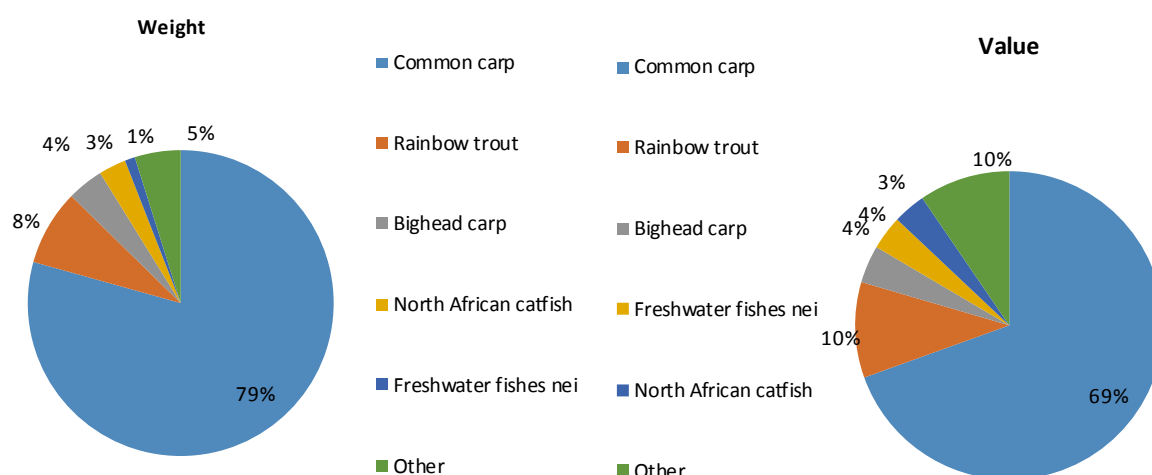 Weight
Common carp
Rainbow trout
Bighead carp
North African catfish
Freshwater fishes nei
Other
5%
1%
3%
4%
8%
79%
Value
Common carp
Rainbow trout
Bighead carp
Freshwater fishes nei
North African catfish
Other
10%
3%
4%
4%
10%
69%